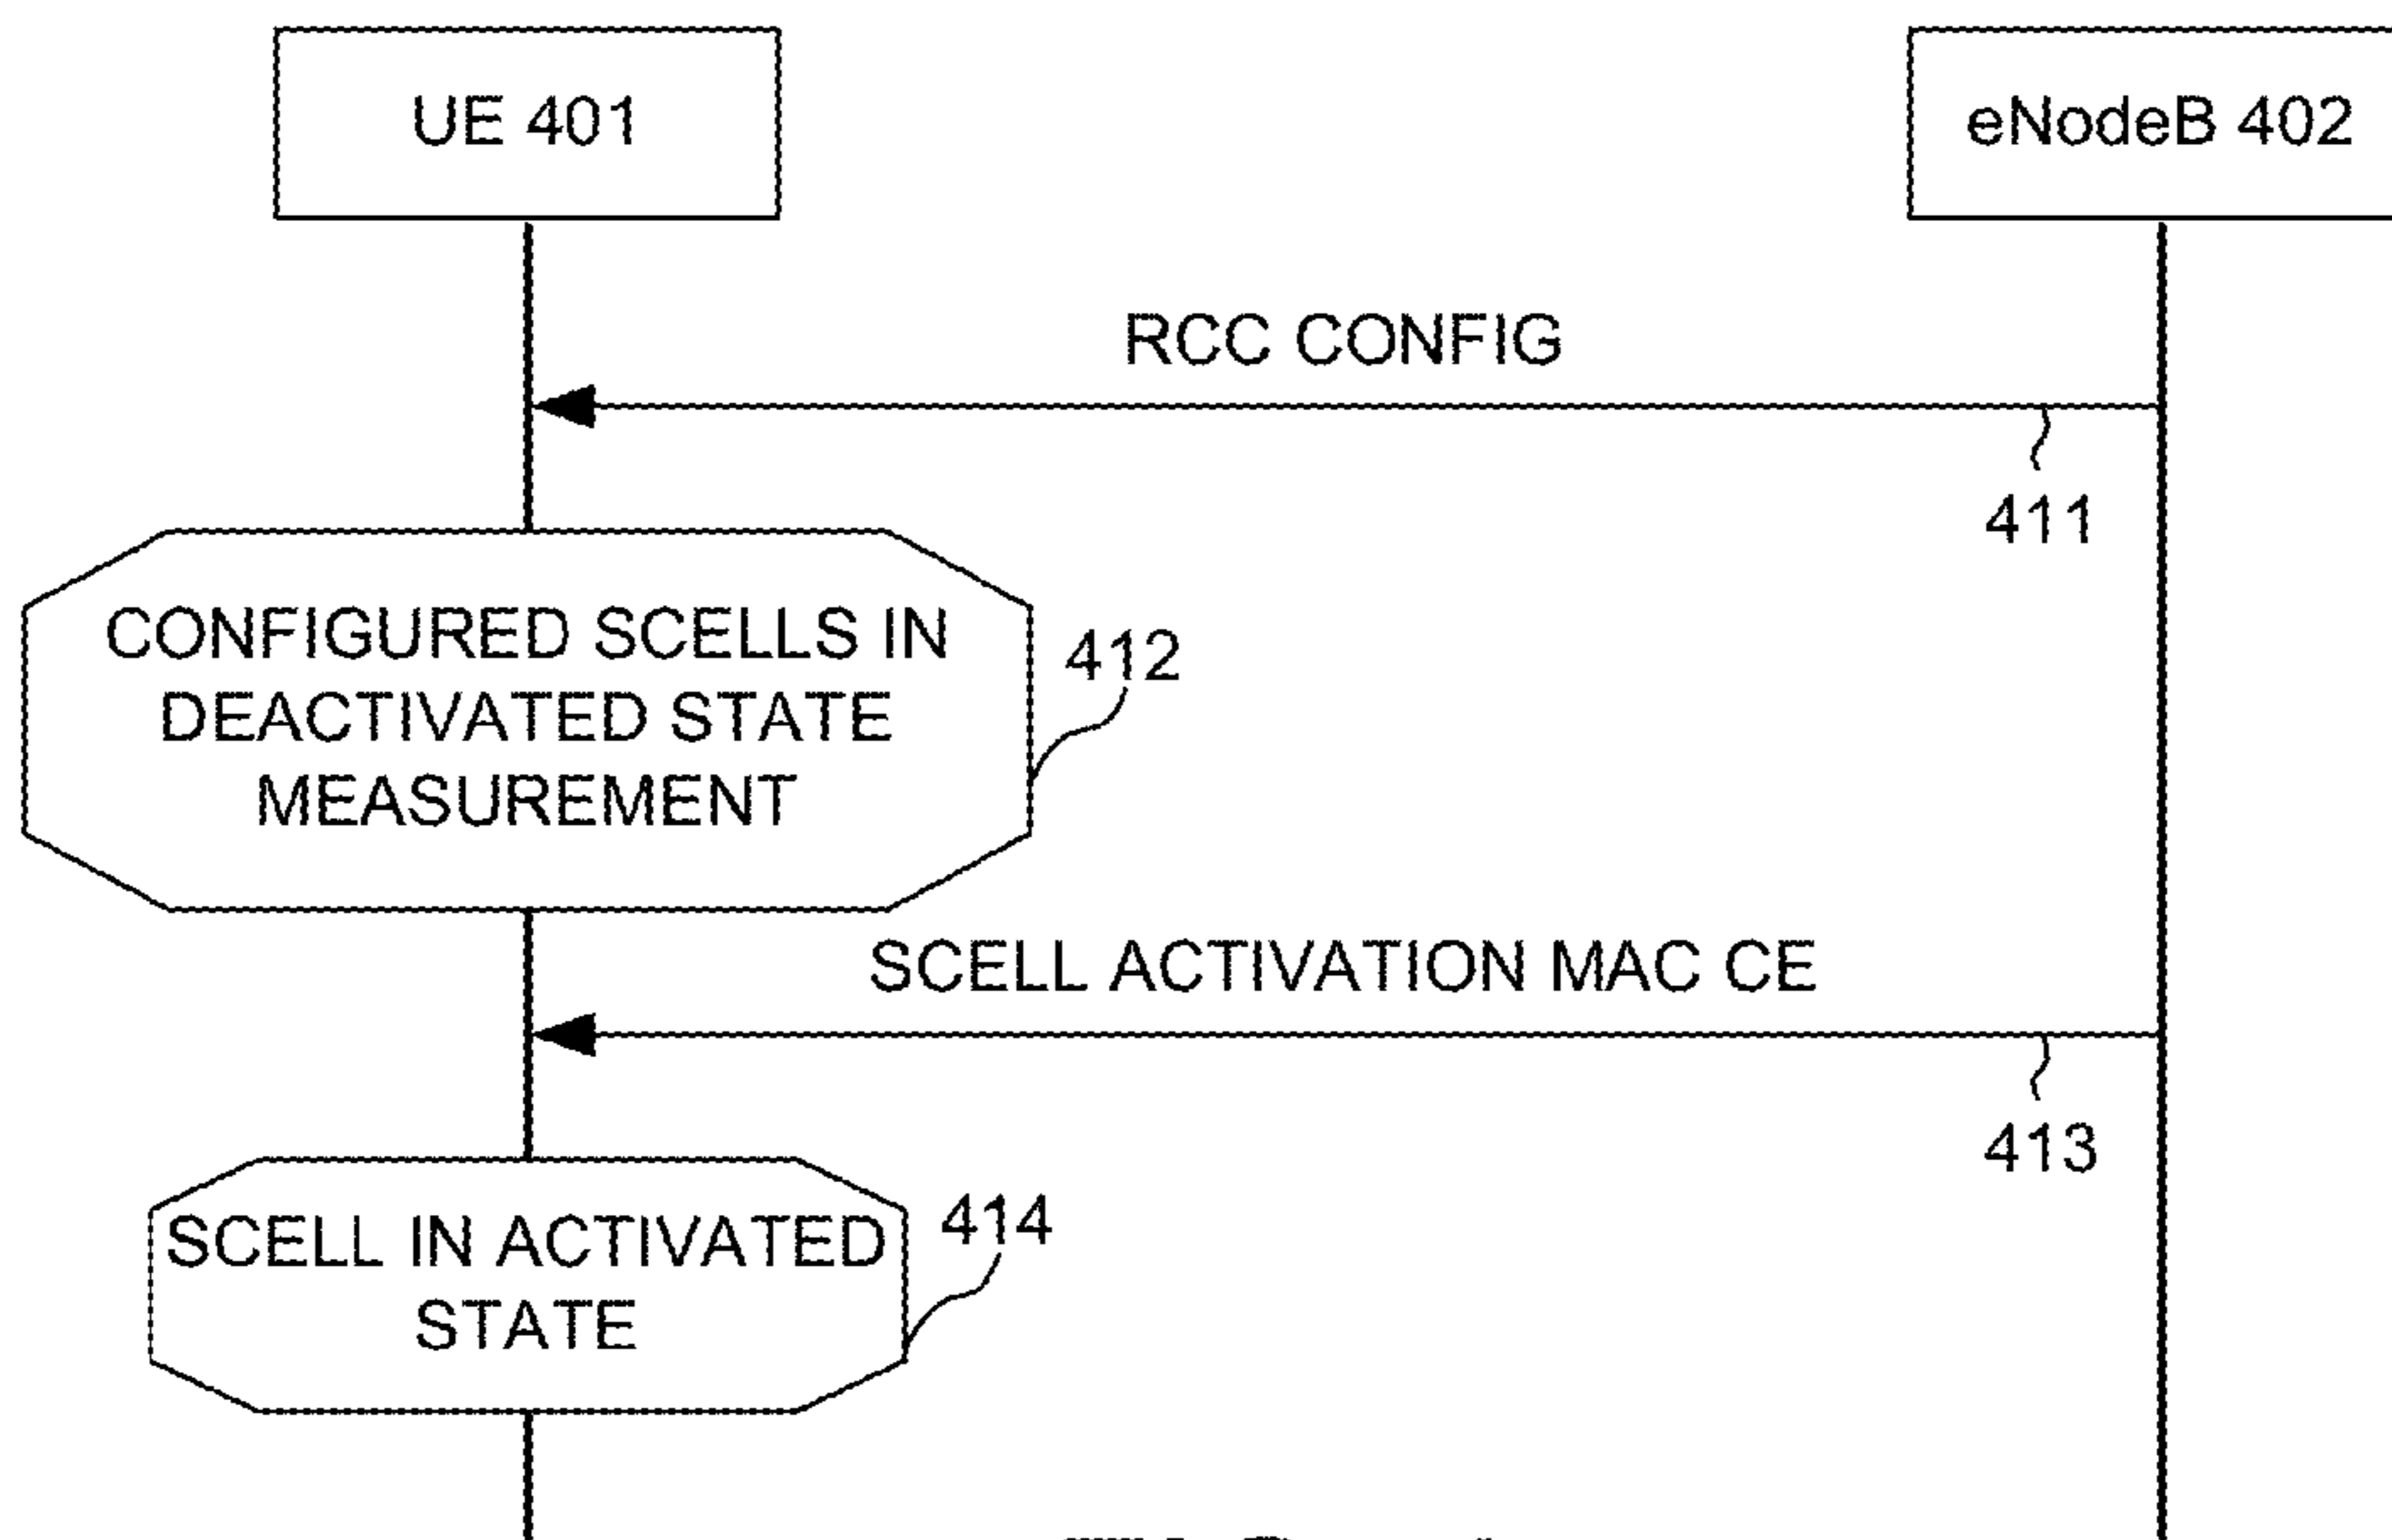 UE 401
eNodeB 402
RCC CONFIG
411
CONFIGURED SCELLS IN
DEACTIVATED STATE
MEASUREMENT
412
SCELL ACTIVATION MAC CE
413
SCELL IN ACTIVATED
STATE
414